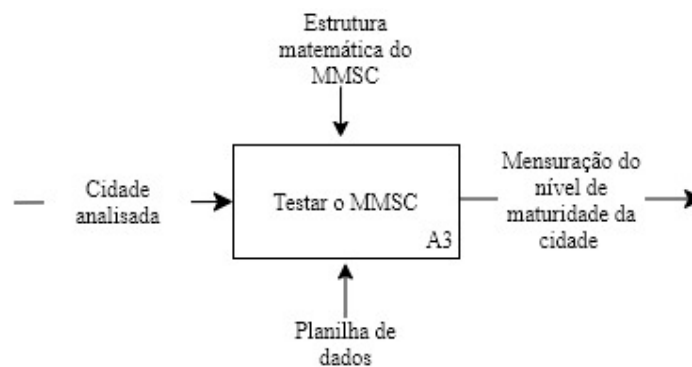 Estrutura
matemática do
MMSC
Cidade
analisada
Testar o MMSC
A3
Mensuração do
nível de
maturidade da
cidade
Planilha de
dados